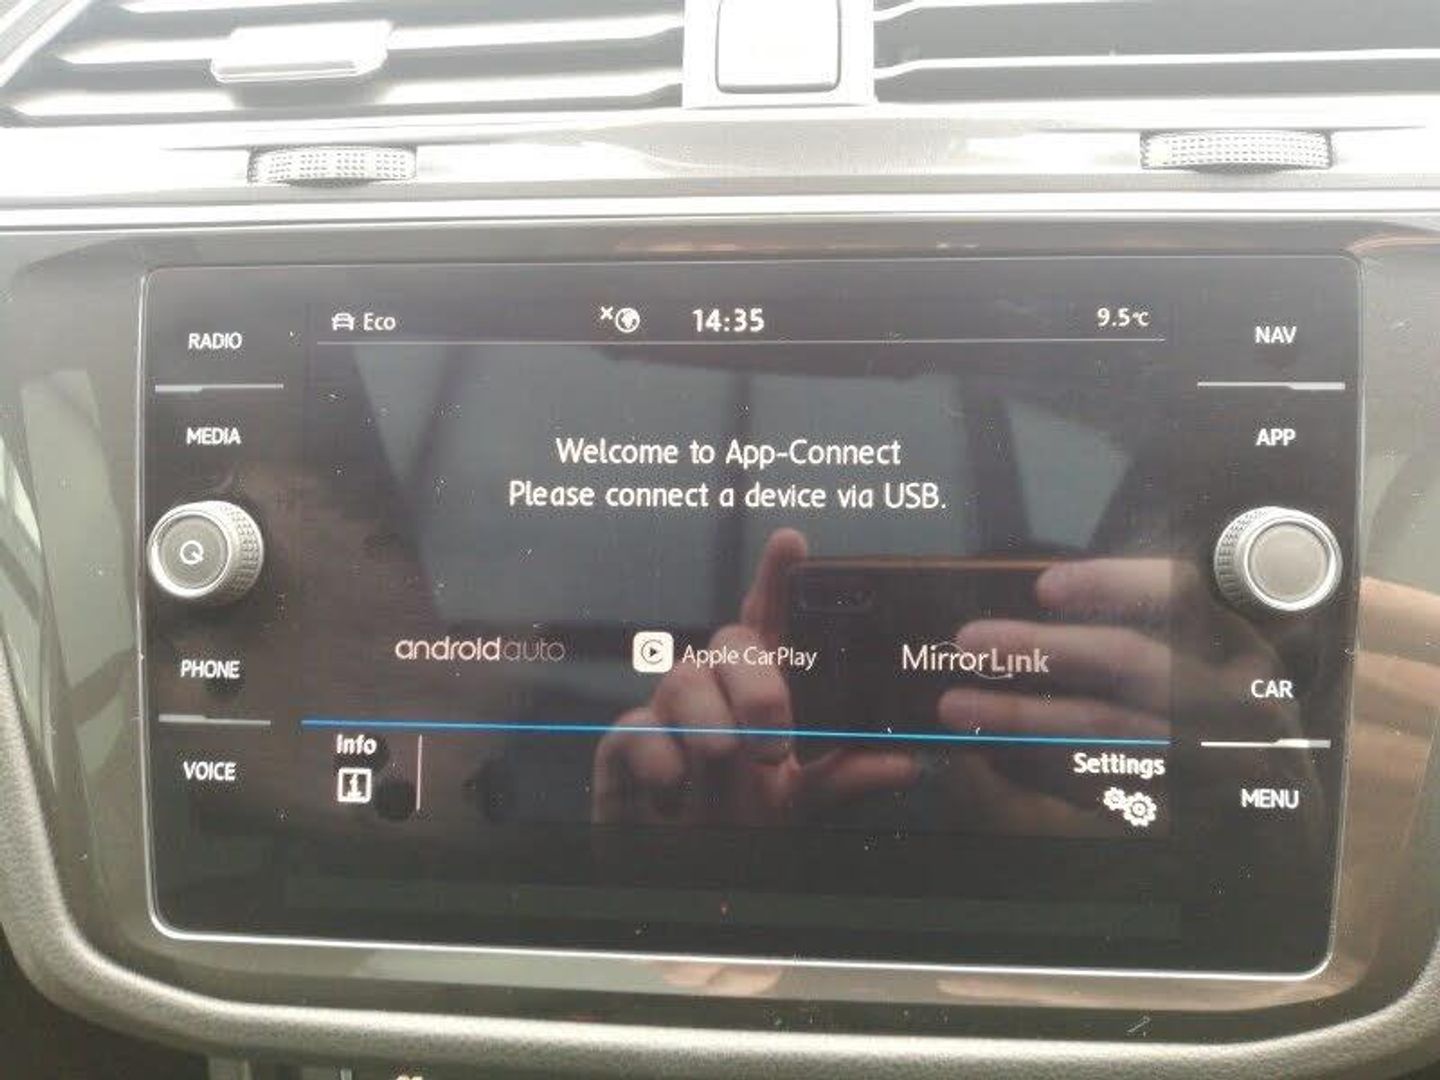 RADIO
MEDIA
PHONE
VOICE
Eco
14:35
9.5°C
Welcome to App-Connect
Please connect a device via USB.
androidauto
Apple CarPlay
MirrorLink
Info
Settings
NAV
APP
CAR
MENU